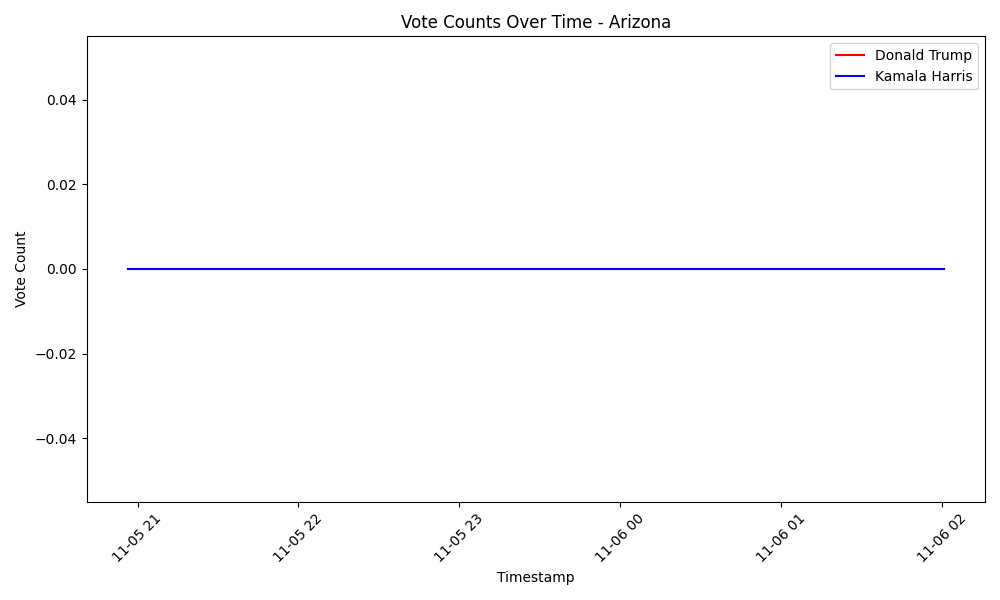 Vote Counts Over Time - Arizona
Donald Trump
Kamala Harris
0.04
0.02
0.00
−0.02
−0.04
Vote Count
11-05 21
11-05 22
11-05 23
11-06 00
11-06 01
11-06 02
Timestamp